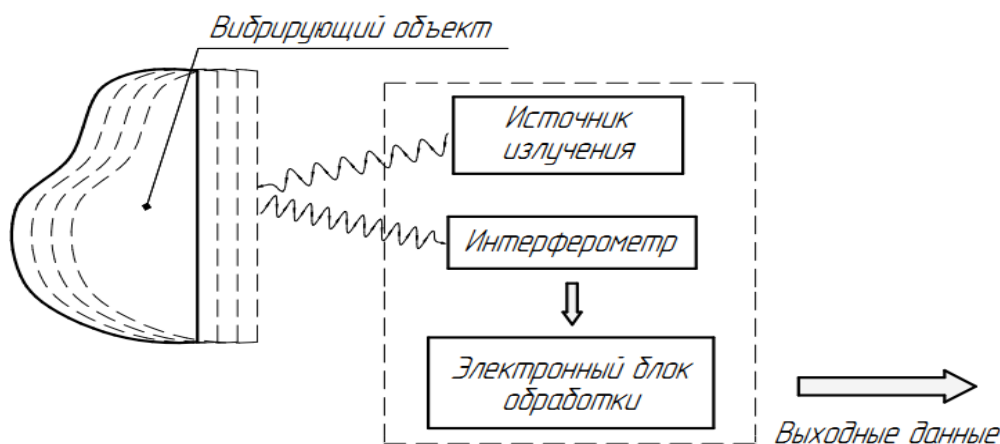 Вибрирующий объект
Источник
излучения
Интерферометр
Электронный блок
обработки
Выходные данные